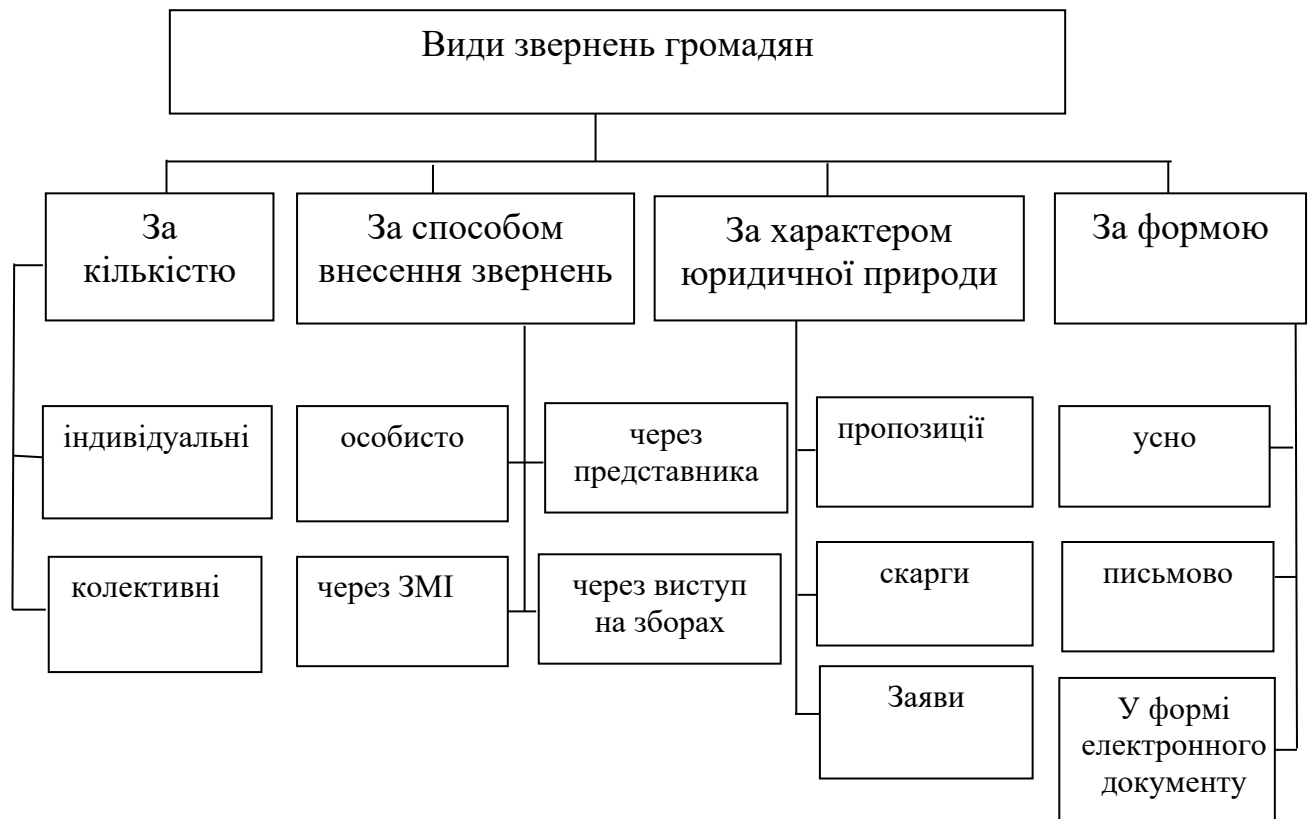 Види звернень громадян
За
кількістю
За способом
внесення звернень
За характером
юридичної природи
За формою
індивідуальні
особисто
через
представника
пропозиції
усно
колективні
через ЗМІ
через виступ
на зборах
скарги
письмово
Заяви
У формі
електронного
документу